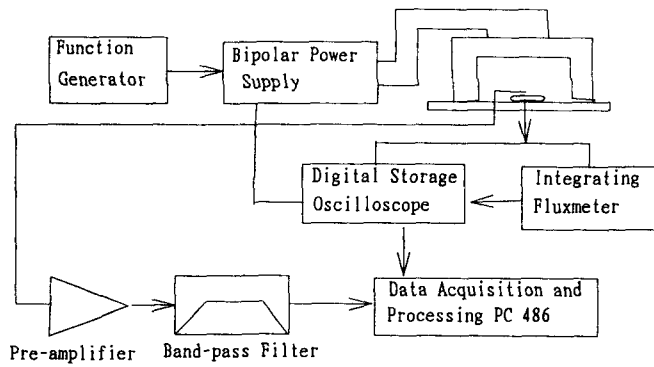 Function
Generator
Bipolar Power
Supply
Digital Storage
Oscilloscope
Integrating
Fluxmeter
Data Acquisition and
Processing PC 486
Pre-amplifier
Band-pass Filter